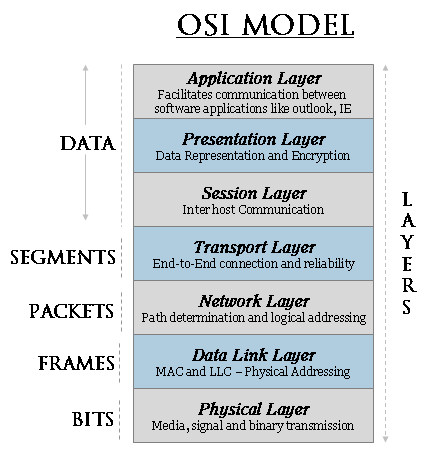 OSI MODEL
Application Layer
Facilitates communication between
software applications like outlook, IE
DATA
Presentation Layer
Data Representation and Encryption
Session Layer
Interhost Communication
SEGMENTS
Transport Layer
End-to-End connection and reliability
PACKETS
Network Layer
Path determination and logical addressing
FRAMES
Data Link Layer
MAC and LLC – Physical Addressing
BITS
Physical Layer
Media, signal and binary transmission
LAYERS